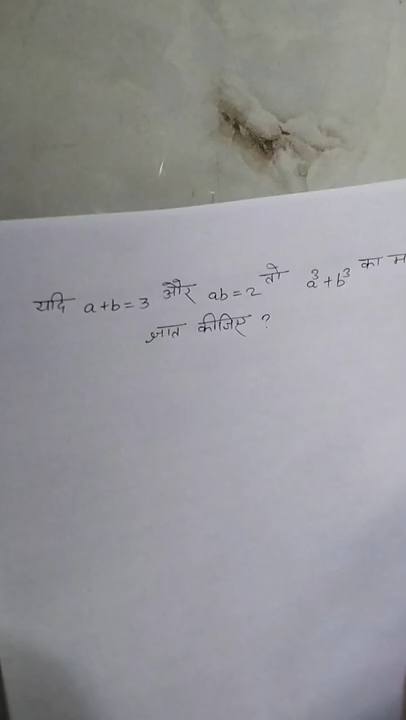 यदि a+b=3 और ab=2 तो a³+b³ का
ज्ञात कीजिए ?